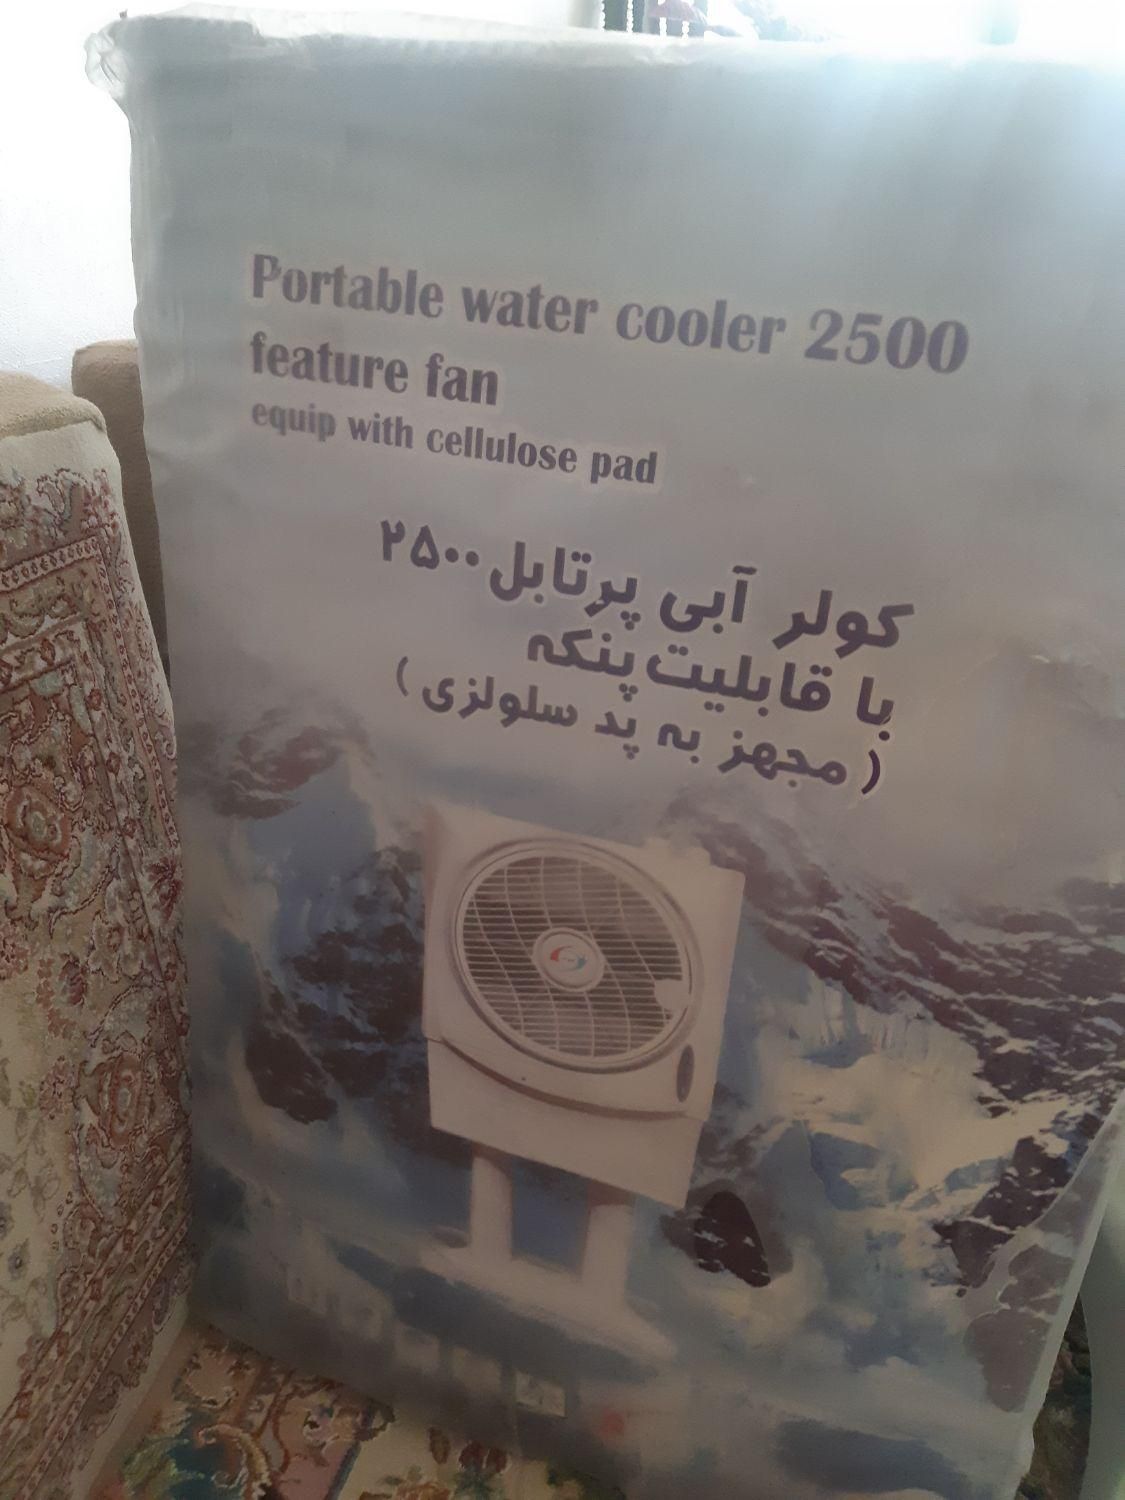 Portable water cooler 2500
feature fan
equip with cellulose pad
کولر آبی پرتابل ۲۵۰۰
با قابلیت پنکه
( مجهز به پد سلولزی )